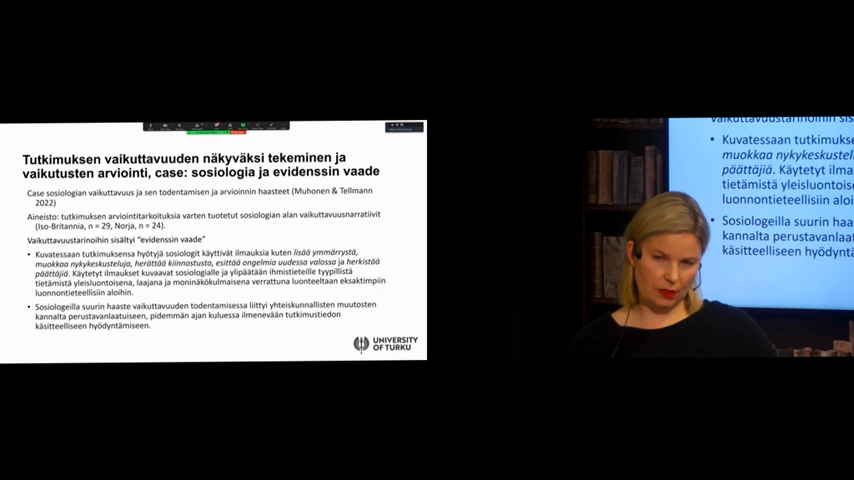 Tutkimuksen vaikuttavuuden näkyväksi tekeminen ja
vaikutusten arviointi, case: sosiologia ja evidenssin vaade
Case sosiologian vaikuttavuus ja sen todentamisen ja arvioinnin haasteet (Muhonen & Tellmann
2022)
Aineisto: tutkimuksen arviointitarkoituksia varten tuotetut sosiologian alan vaikuttavuusnarratiivit
(Iso-Britannia, n = 29, Norja, n = 24).
Vaikuttavuustarinoihin sisältyi “evidenssin vaade”
• Kuvatessaan tutkimuksensa hyötyjä sosiologit käyttivät ilmauksia kuten lisää ymmärrystä,
muokkaa nykykeskusteluja, herättää kiinnostusta, esittää ongelmia uudessa valossa ja herkistää
päättäjiä. Käytetyt ilmaukset kuvaavat sosiologialle ja ylipäätään ihmistieteille tyypillistä
tietämistä yleisluontoisena, laajana ja moninäkökulmaisena verrattuna luonteeltaan eksaktimpiin
luonnontieteellisiin aloihin.
• Sosiologeilla suurin haaste vaikuttavuuden todentamisessa liittyi yhteiskunnallisten muutosten
kannalta perustavanlaatuiseen, pidemmän ajan kuluessa ilmenevään tutkimustiedon
käsitteelliseen hyödyntämiseen.
UNIVERSITY
OF TURKU
• Kuvatessaan tutkimukse
muokkaa nykykeskustel
päättäjiä. Käytetyt ilma
tietämistä yleisluontoise
luonnontieteellisiin aloi
• Sosiologeilla suurin haas
kannalta perustavanlaat
käsitteelliseen hyödyntä